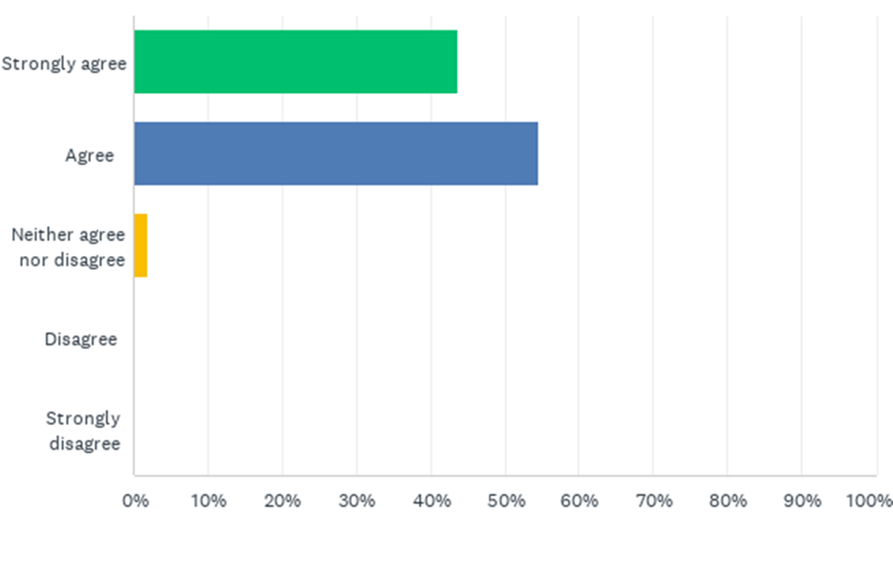 Strongly agree
Agree
Neither agree
nor disagree
Disagree
Strongly
disagree
0% 10% 20% 30% 40% 50% 60% 70% 80% 90% 100%